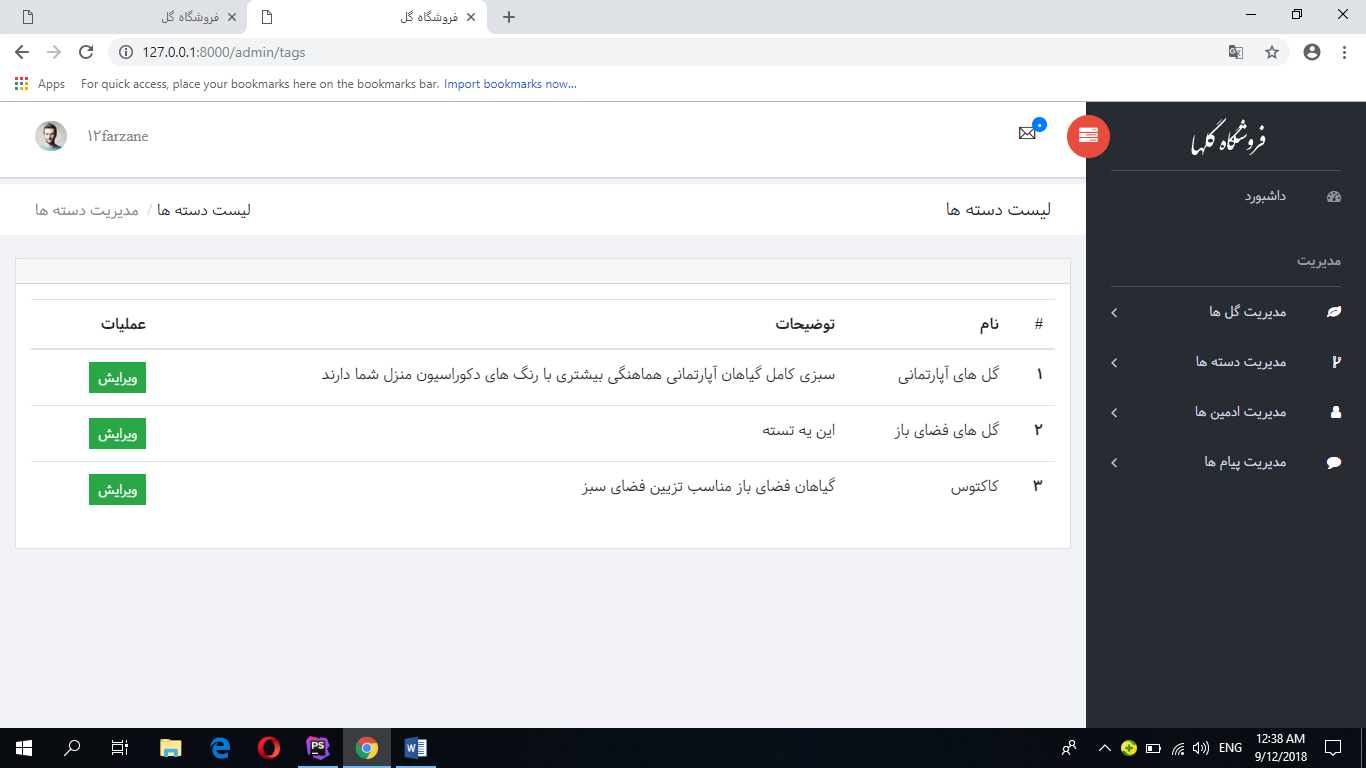 فروشگاه گل
فروشگاه گل
127.0.0.1:8000/admin/tags
Apps For quick access, place your bookmarks here on the bookmarks bar. Import bookmarks now...
فروشگاه گلها
۱۲farzane
۰
داشبورد
لیست دسته ها
لیست دسته ها / مدیریت دسته ها
مدیریت
مدیریت گل ها
مدیریت دسته ها
مدیریت ادمین ها
مدیریت پیام ها
# نام توضیحات عملیات
۱ گل های آپارتمانی سبزی کامل گیاهان آپارتمانی هماهنگی بیشتری با رنگ های دکوراسیون منزل شما دارند ویرایش
۲ گل های فضای باز این یه تسته ویرایش
۳ کاکتوس گیاهان فضای باز مناسب تزیین فضای سبز ویرایش
PS
W
ENG
12:38 AM
9/12/2018